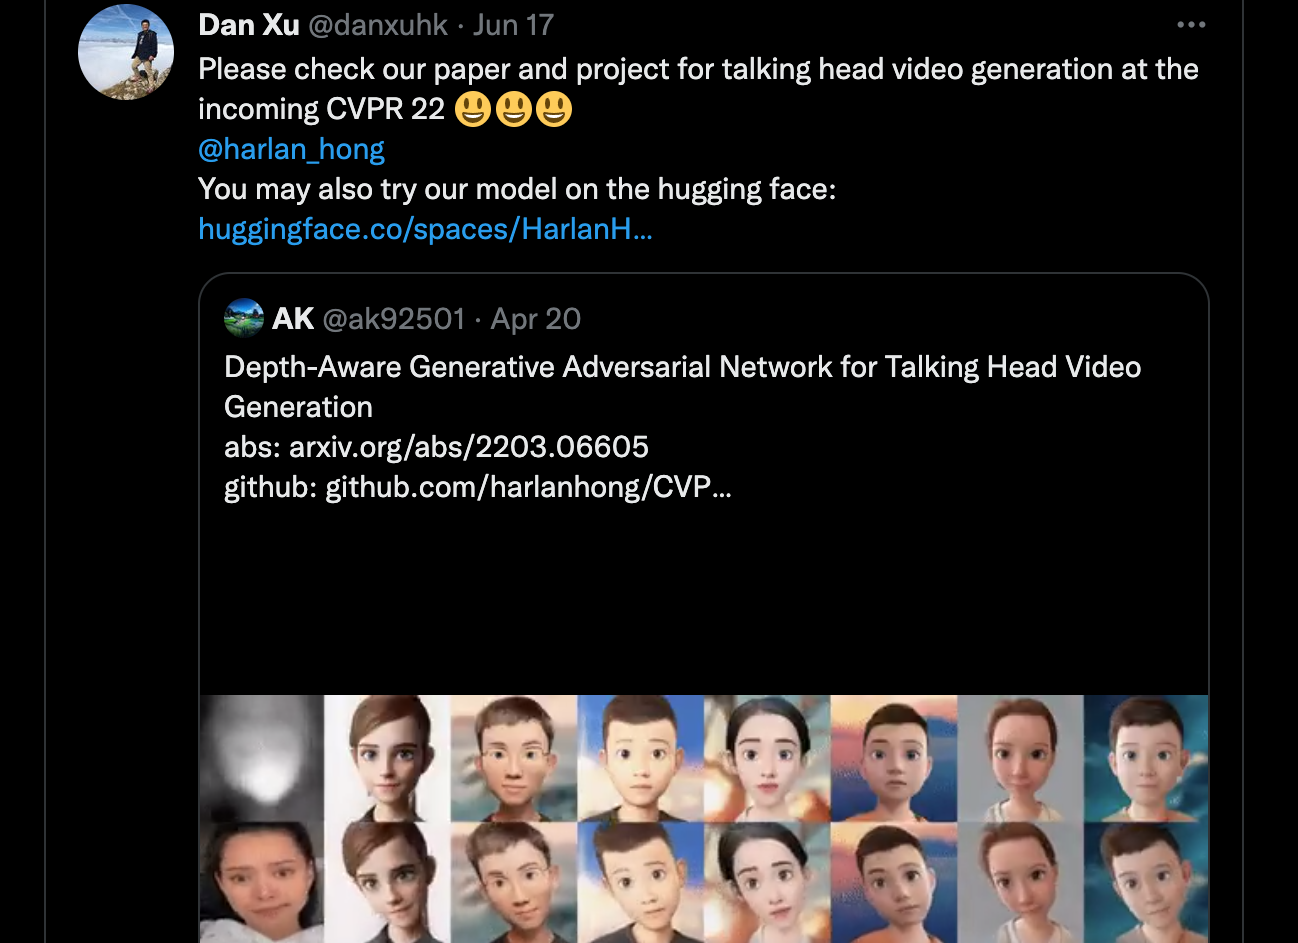 Dan Xu @danxuhk · Jun 17
Please check our paper and project for talking head video generation at the
incoming CVPR 22 😃😃😃
@harlan_hong
You may also try our model on the hugging face:
huggingface.co/spaces/HarlanH…
AK @ak92501 · Apr 20
Depth-Aware Generative Adversarial Network for Talking Head Video
Generation
abs: arxiv.org/abs/2203.06605
github: github.com/harlanhong/CVP…